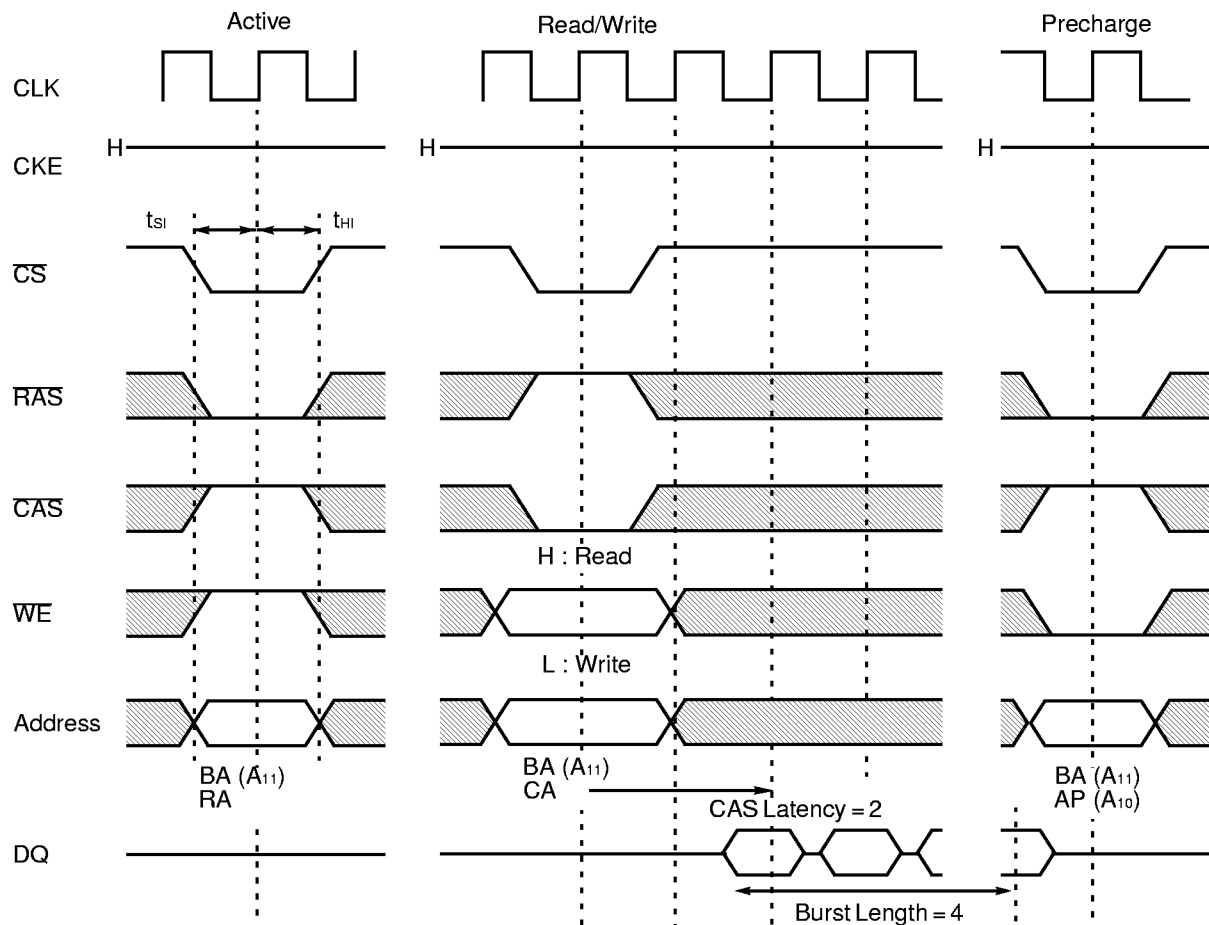 Active Read/Write Precharge
CLK
H H H
CKE
tSI tHI
CS
RAS
CAS
H : Read
WE
L : Write
Address
BA (A11) BA (A11) BA (A11)
RA CA AP (A10)
CAS Latency = 2
DQ
Burst Length = 4